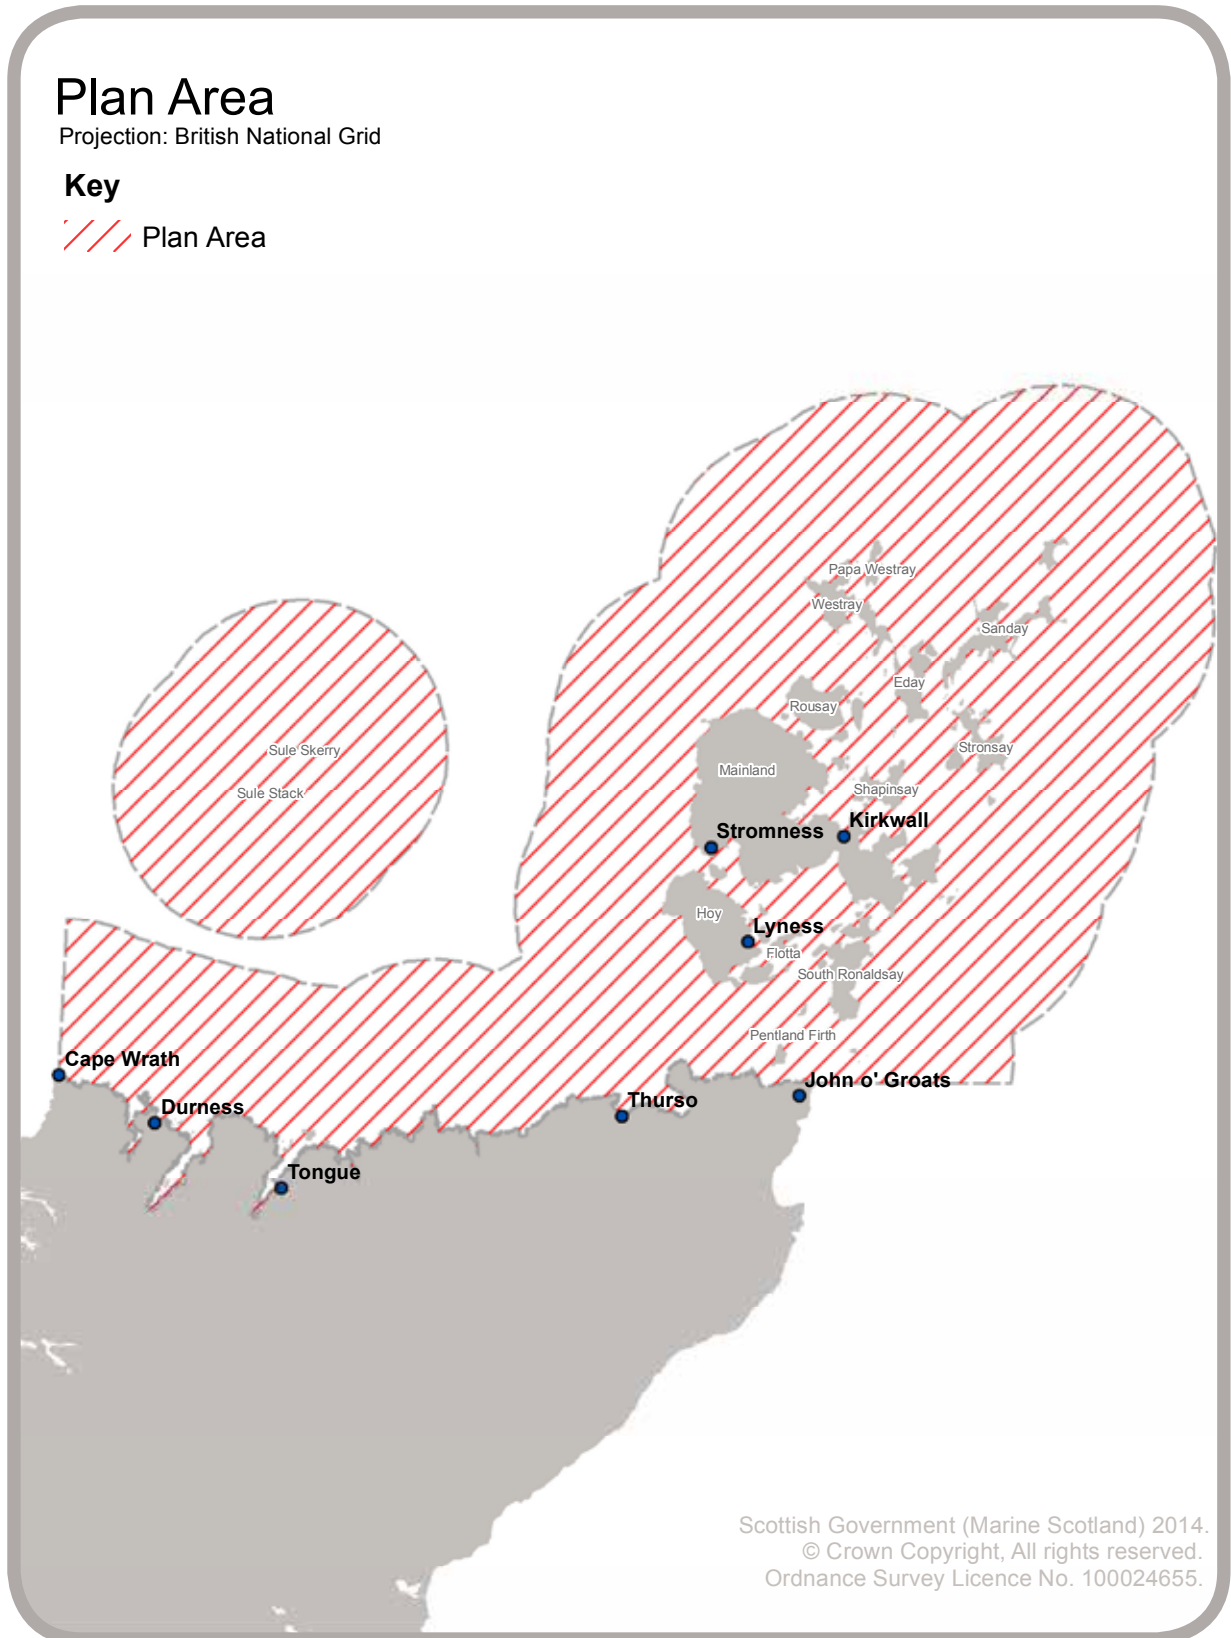 Plan Area
Projection: British National Grid
Key
Plan Area
Papa Westray
Westray
Sanday
Eday
Rousay
Stronsay
Sule Skerry
Mainland
Sule Stack
Shapinsay
Kirkwall
Stromness
Hoy
Lyness
Flotta
South Ronaldsay
Pentland Firth
Cape Wrath
John o' Groats
Durness
Thurso
Tongue
Scottish Government (Marine Scotland) 2014.
© Crown Copyright, All rights reserved.
Ordnance Survey Licence No. 100024655.